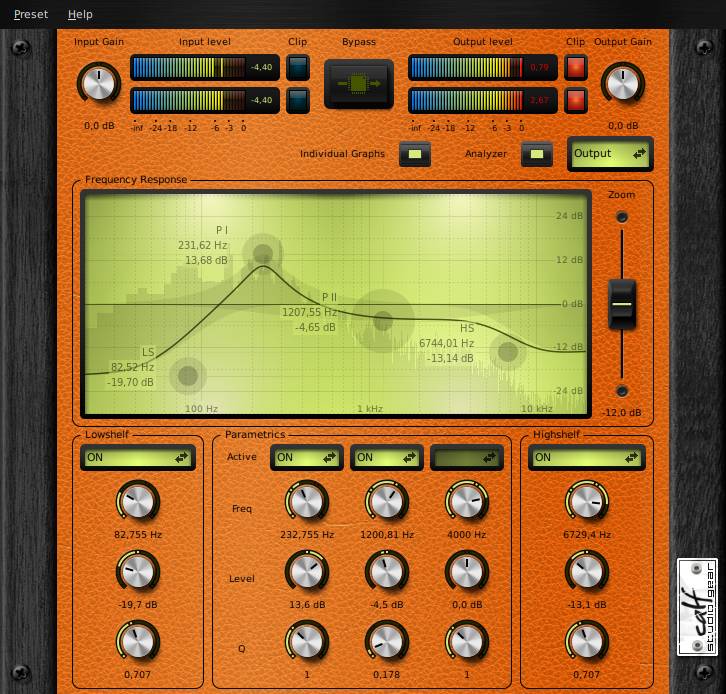 Preset Help
Input Gain Input level Clip Bypass Output level Clip Output Gain
-4,40 0,79
-4,40 2,67
0,0 dB -inf -24 -18 -12 -6 -3 0 -inf -24 -18 -12 -6 -3 0 0,0 dB
Individual Graphs Analyzer Output
Frequency Response Zoom
24 dB
P I
231,62 Hz
13,68 dB
12 dB
P II
1207,55 Hz
-4,65 dB
0 dB
HS
6744,01 Hz
-13,14 dB
-12 dB
LS
82,52 Hz
-19,70 dB
-24 dB
100 Hz 1 kHz 10 kHz
-12,0 dB
Lowshelf Parametrics Highshelf
ON Active ON ON ON
Freq
82,755 Hz 232,755 Hz 1200,81 Hz 4000 Hz 6729,4 Hz
Level
-19,7 dB 13,6 dB -4,5 dB 0,0 dB -13,1 dB
Q
0,707 1 0,178 1 0,707
calf
studio gear